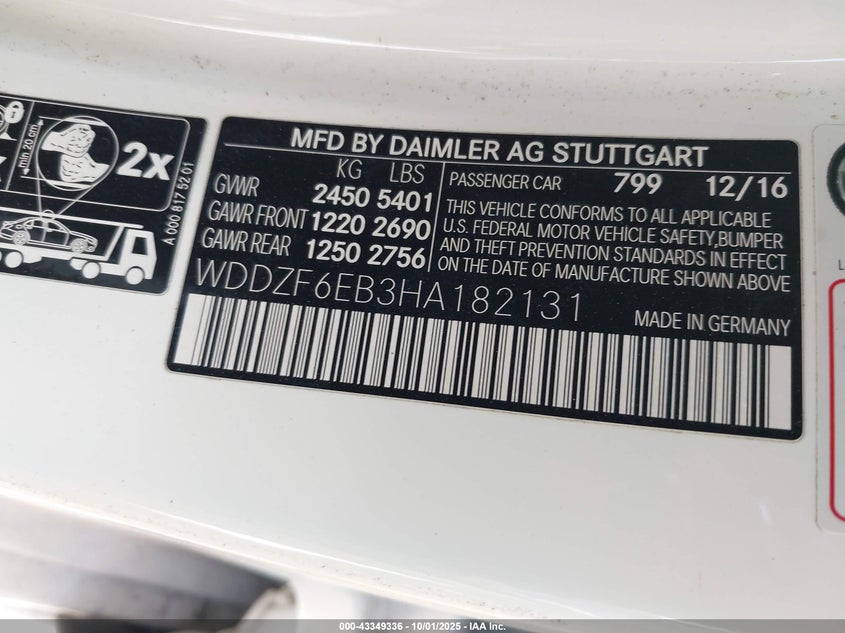 min 20 cm
2x
A 000 817 52 01
MFD BY DAIMLER AG STUTTGART
KG LBS
GVWR 2450 5401
GAWR FRONT 1220 2690
GAWR REAR 1250 2756
PASSENGER CAR 799 12/16
THIS VEHICLE CONFORMS TO ALL APPLICABLE
U.S. FEDERAL MOTOR VEHICLE SAFETY,BUMPER
AND THEFT PREVENTION STANDARDS IN EFFECT
ON THE DATE OF MANUFACTURE SHOWN ABOVE
WDDZF6EB3HA182131
MADE IN GERMANY
000-43349336 - 10/01/2025 - IAA Inc.